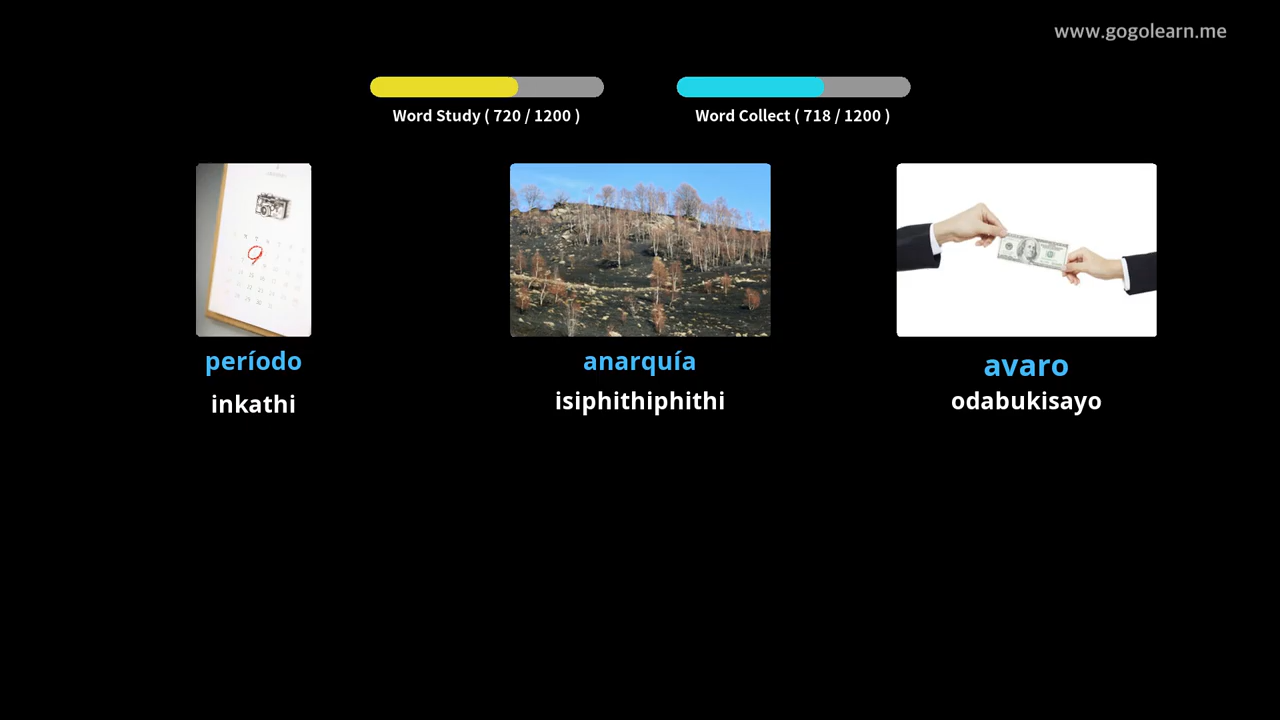 www.gogolearn.me
Word Study ( 720 / 1200 )
Word Collect ( 718 / 1200 )
período
anarquía
avaro
inkathi
isiphithiphithi
odabukisayo